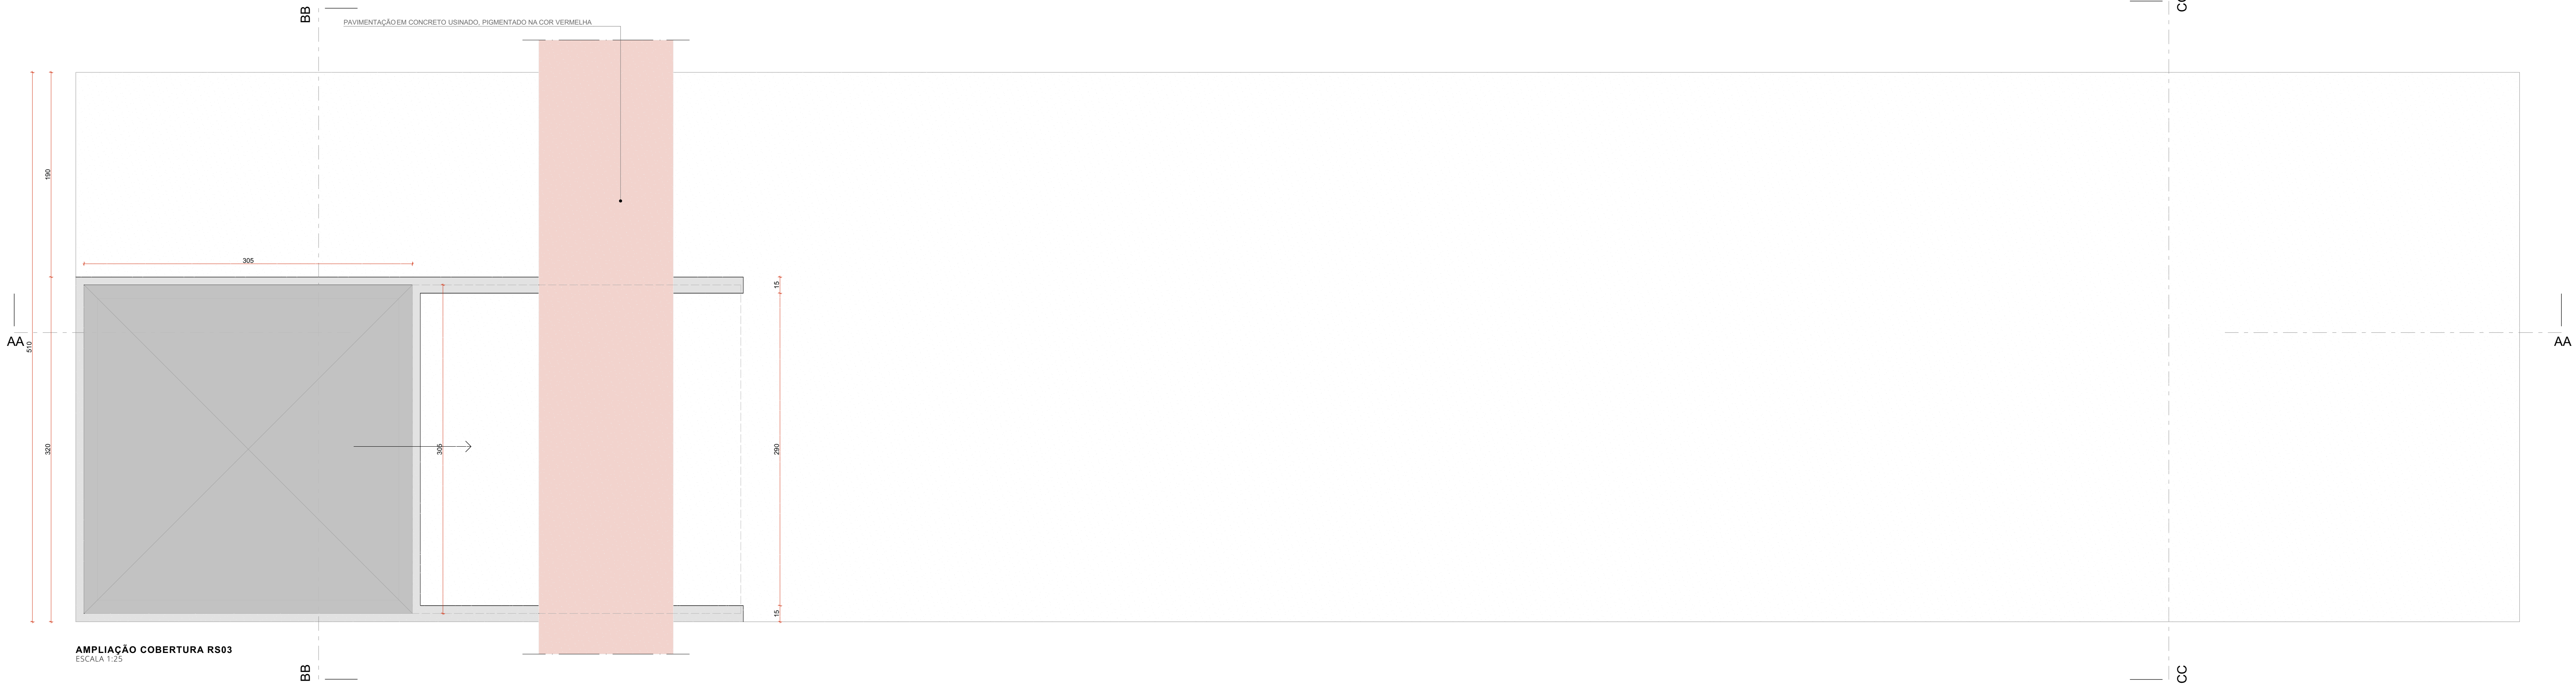 BB
CC
PAVIMENTAÇÃO EM CONCRETO USINADO, PIGMENTADO NA COR VERMELHA
190
305
15
AA
510
AA
320
305
290
15
AMPLIAÇÃO COBERTURA RS03
ESCALA 1:25
BB
CC